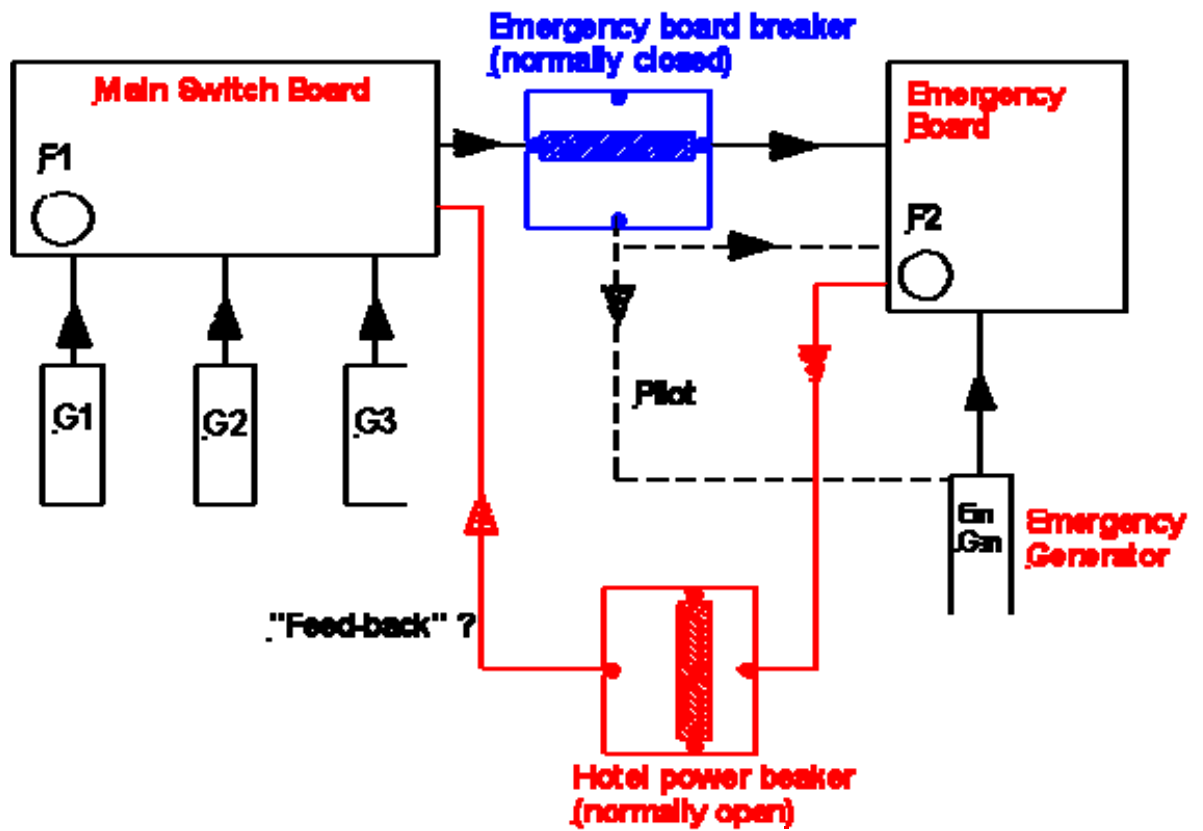 Emergency board breaker
(normally closed)
Main Switch Board
Emergency
Board
F1
F2
G1
G2
G3
Pilot
Em
Gen
Emergency
Generator
"Feed-back" ?
Hotel power beaker
(normally open)